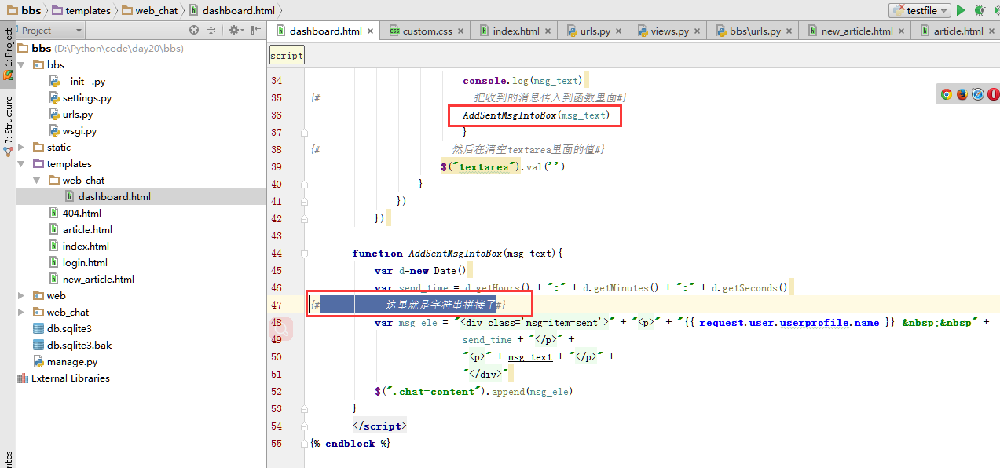 bbs templates web_chat dashboard.html testfile
Project
dashboard.html custom.css index.html urls.py views.py bbs\urls.py new_article.html article.html
1: Project
7: Structure
rites
bbs (D:\Python\code\day20\bbs)
bbs
__init__.py
settings.py
urls.py
wsgi.py
static
templates
web_chat
dashboard.html
404.html
article.html
index.html
login.html
new_article.html
web
web_chat
db.sqlite3
db.sqlite3.bak
manage.py
External Libraries
script
34 console.log(msg_text)
35 {# 把收到的消息传入到函数里面#}
36 AddSentMsgIntoBox(msg_text)
37 }
38 {# 然后在清空textarea里面的值#}
39 $("textarea").val('')
40 }
41 })
42 })
43
44 function AddSentMsgIntoBox(msg_text){
45 var d=new Date()
46 var send_time = d.getHours() + ":" + d.getMinutes() + ":" + d.getSeconds()
47 {# 这里就是字符串拼接了#}
48 var msg_ele = "<div class='msg-item-sent'>" + "<p>" + "{{ request.user.userprofile.name }} &nbsp;&nbsp" +
49 send_time + "</p>" +
50 "<p>" + msg_text + "</p>" +
51 "</div>"
52 $(".chat-content").append(msg_ele)
53 }
54 </script>
55 {% endblock %}